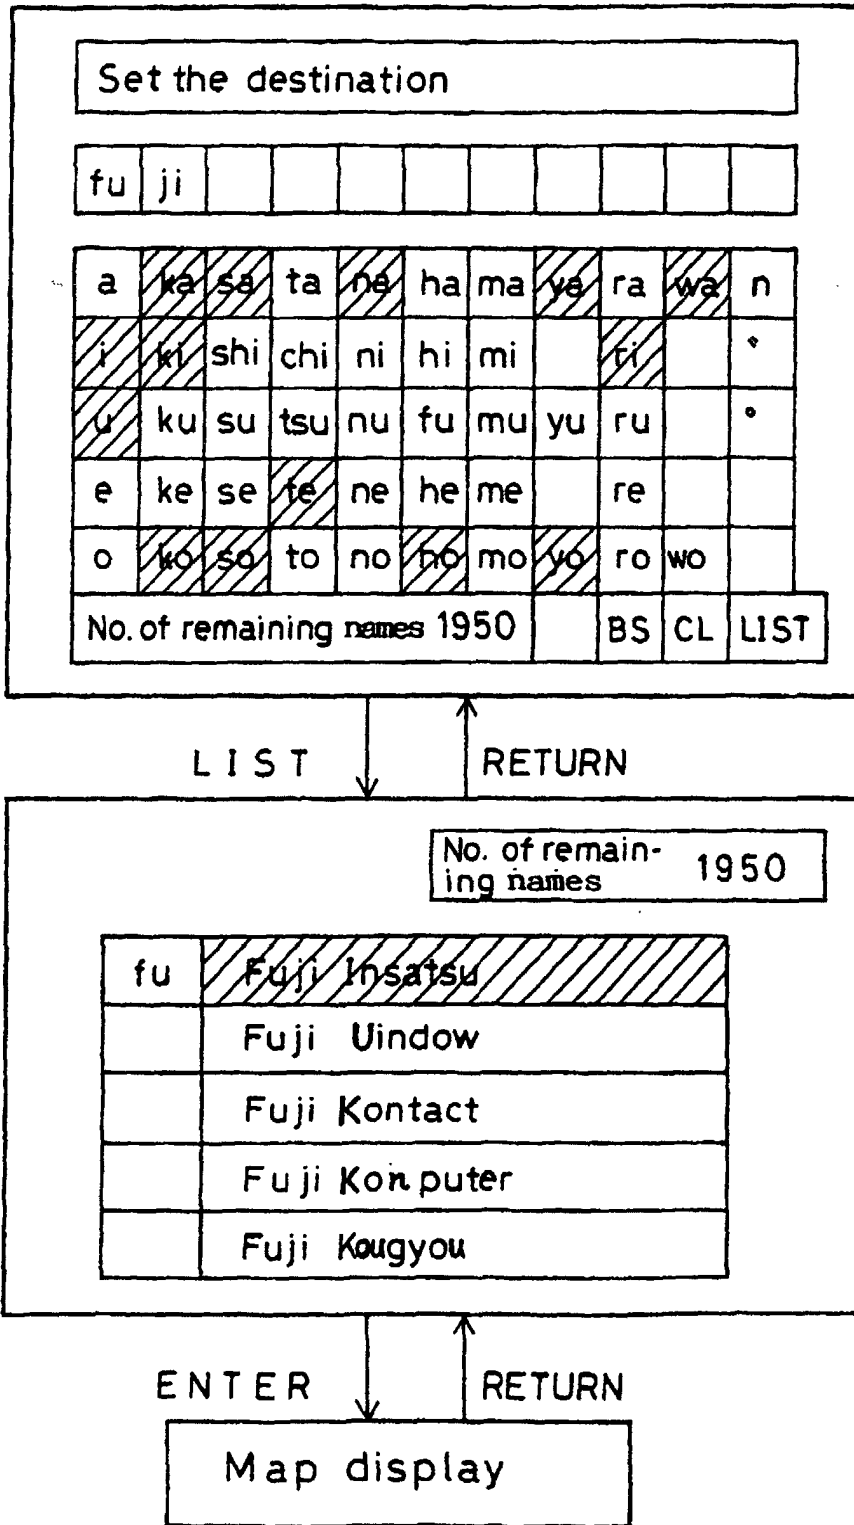 Set the destination
fu ji
a ka sa ta na ha ma ya ra wa n
i ki shi chi ni hi mi ri ゛
u ku su tsu nu fu mu yu ru ゜
e ke se te ne he me re
o ko so to no ho mo yo ro wo
No. of remaining names 1950 BS CL LIST
LIST RETURN
No. of remain-
ing names 1950
fu Fuji Insatsu
Fuji Uindow
Fuji Kontact
Fuji Konputer
Fuji Kougyou
ENTER RETURN
Map display